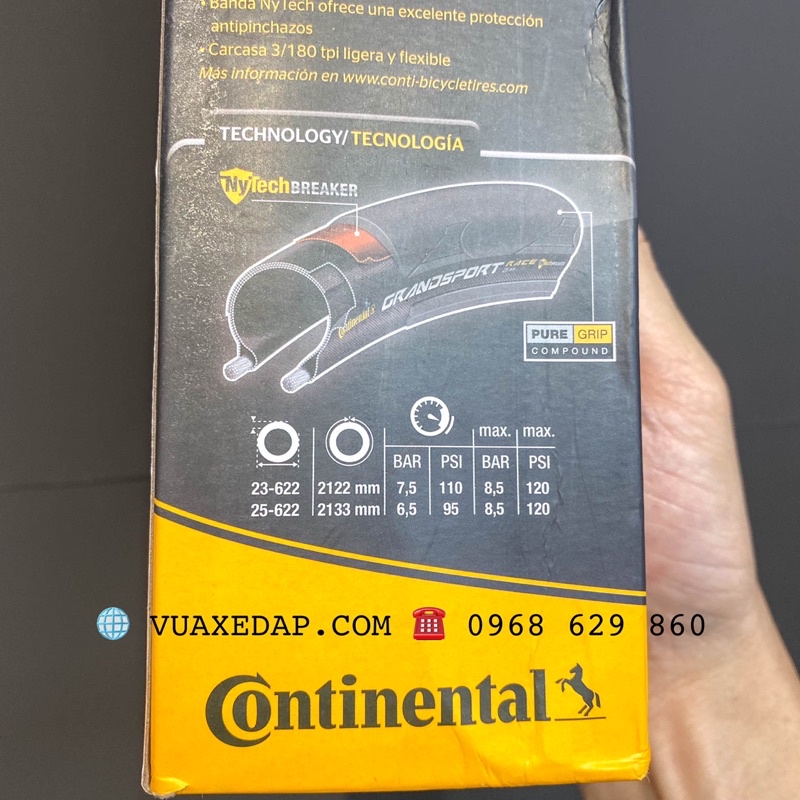 • Banda NyTech ofrece una excelente protección
antipinchazos
• Carcasa 3/180 tpi ligera y flexible
Más información en www.conti-bicycletires.com
TECHNOLOGY/TECNOLOGÍA
NyTechBREAKER
GRANDSPORT RACE
Continental
PURE GRIP
COMPOUND
max. max.
BAR PSI BAR PSI
23-622 2122 mm 7,5 110 8,5 120
25-622 2133 mm 6,5 95 8,5 120
VUAXEDAP.COM 0968 629 860
Continental